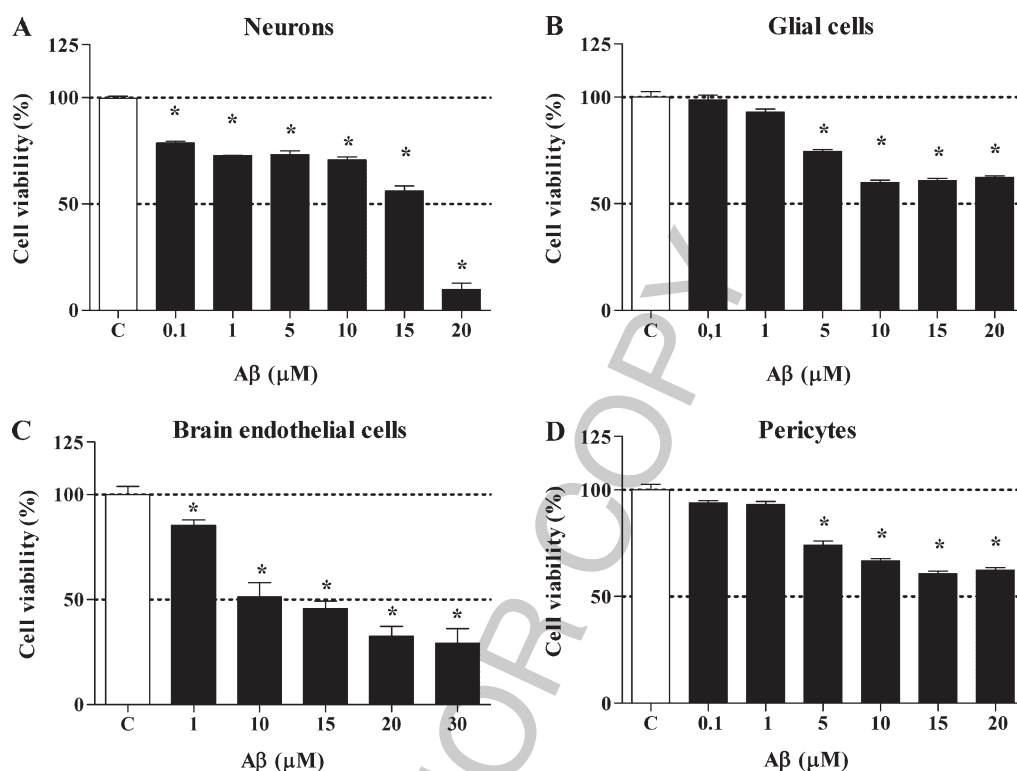 A Neurons
Cell viability (%)
125
100
50
0
* * * * * *
C 0.1 1 5 10 15 20
Aβ (μM)
B Glial cells
Cell viability (%)
125
100
50
0
* * * *
C 0,1 1 5 10 15 20
Aβ (μM)
C Brain endothelial cells
Cell viability (%)
125
100
50
0
* * * * *
C 1 10 15 20 30
Aβ (μM)
D Pericytes
Cell viability (%)
125
100
50
0
* * * *
C 0.1 1 5 10 15 20
Aβ (μM)
OR COPY